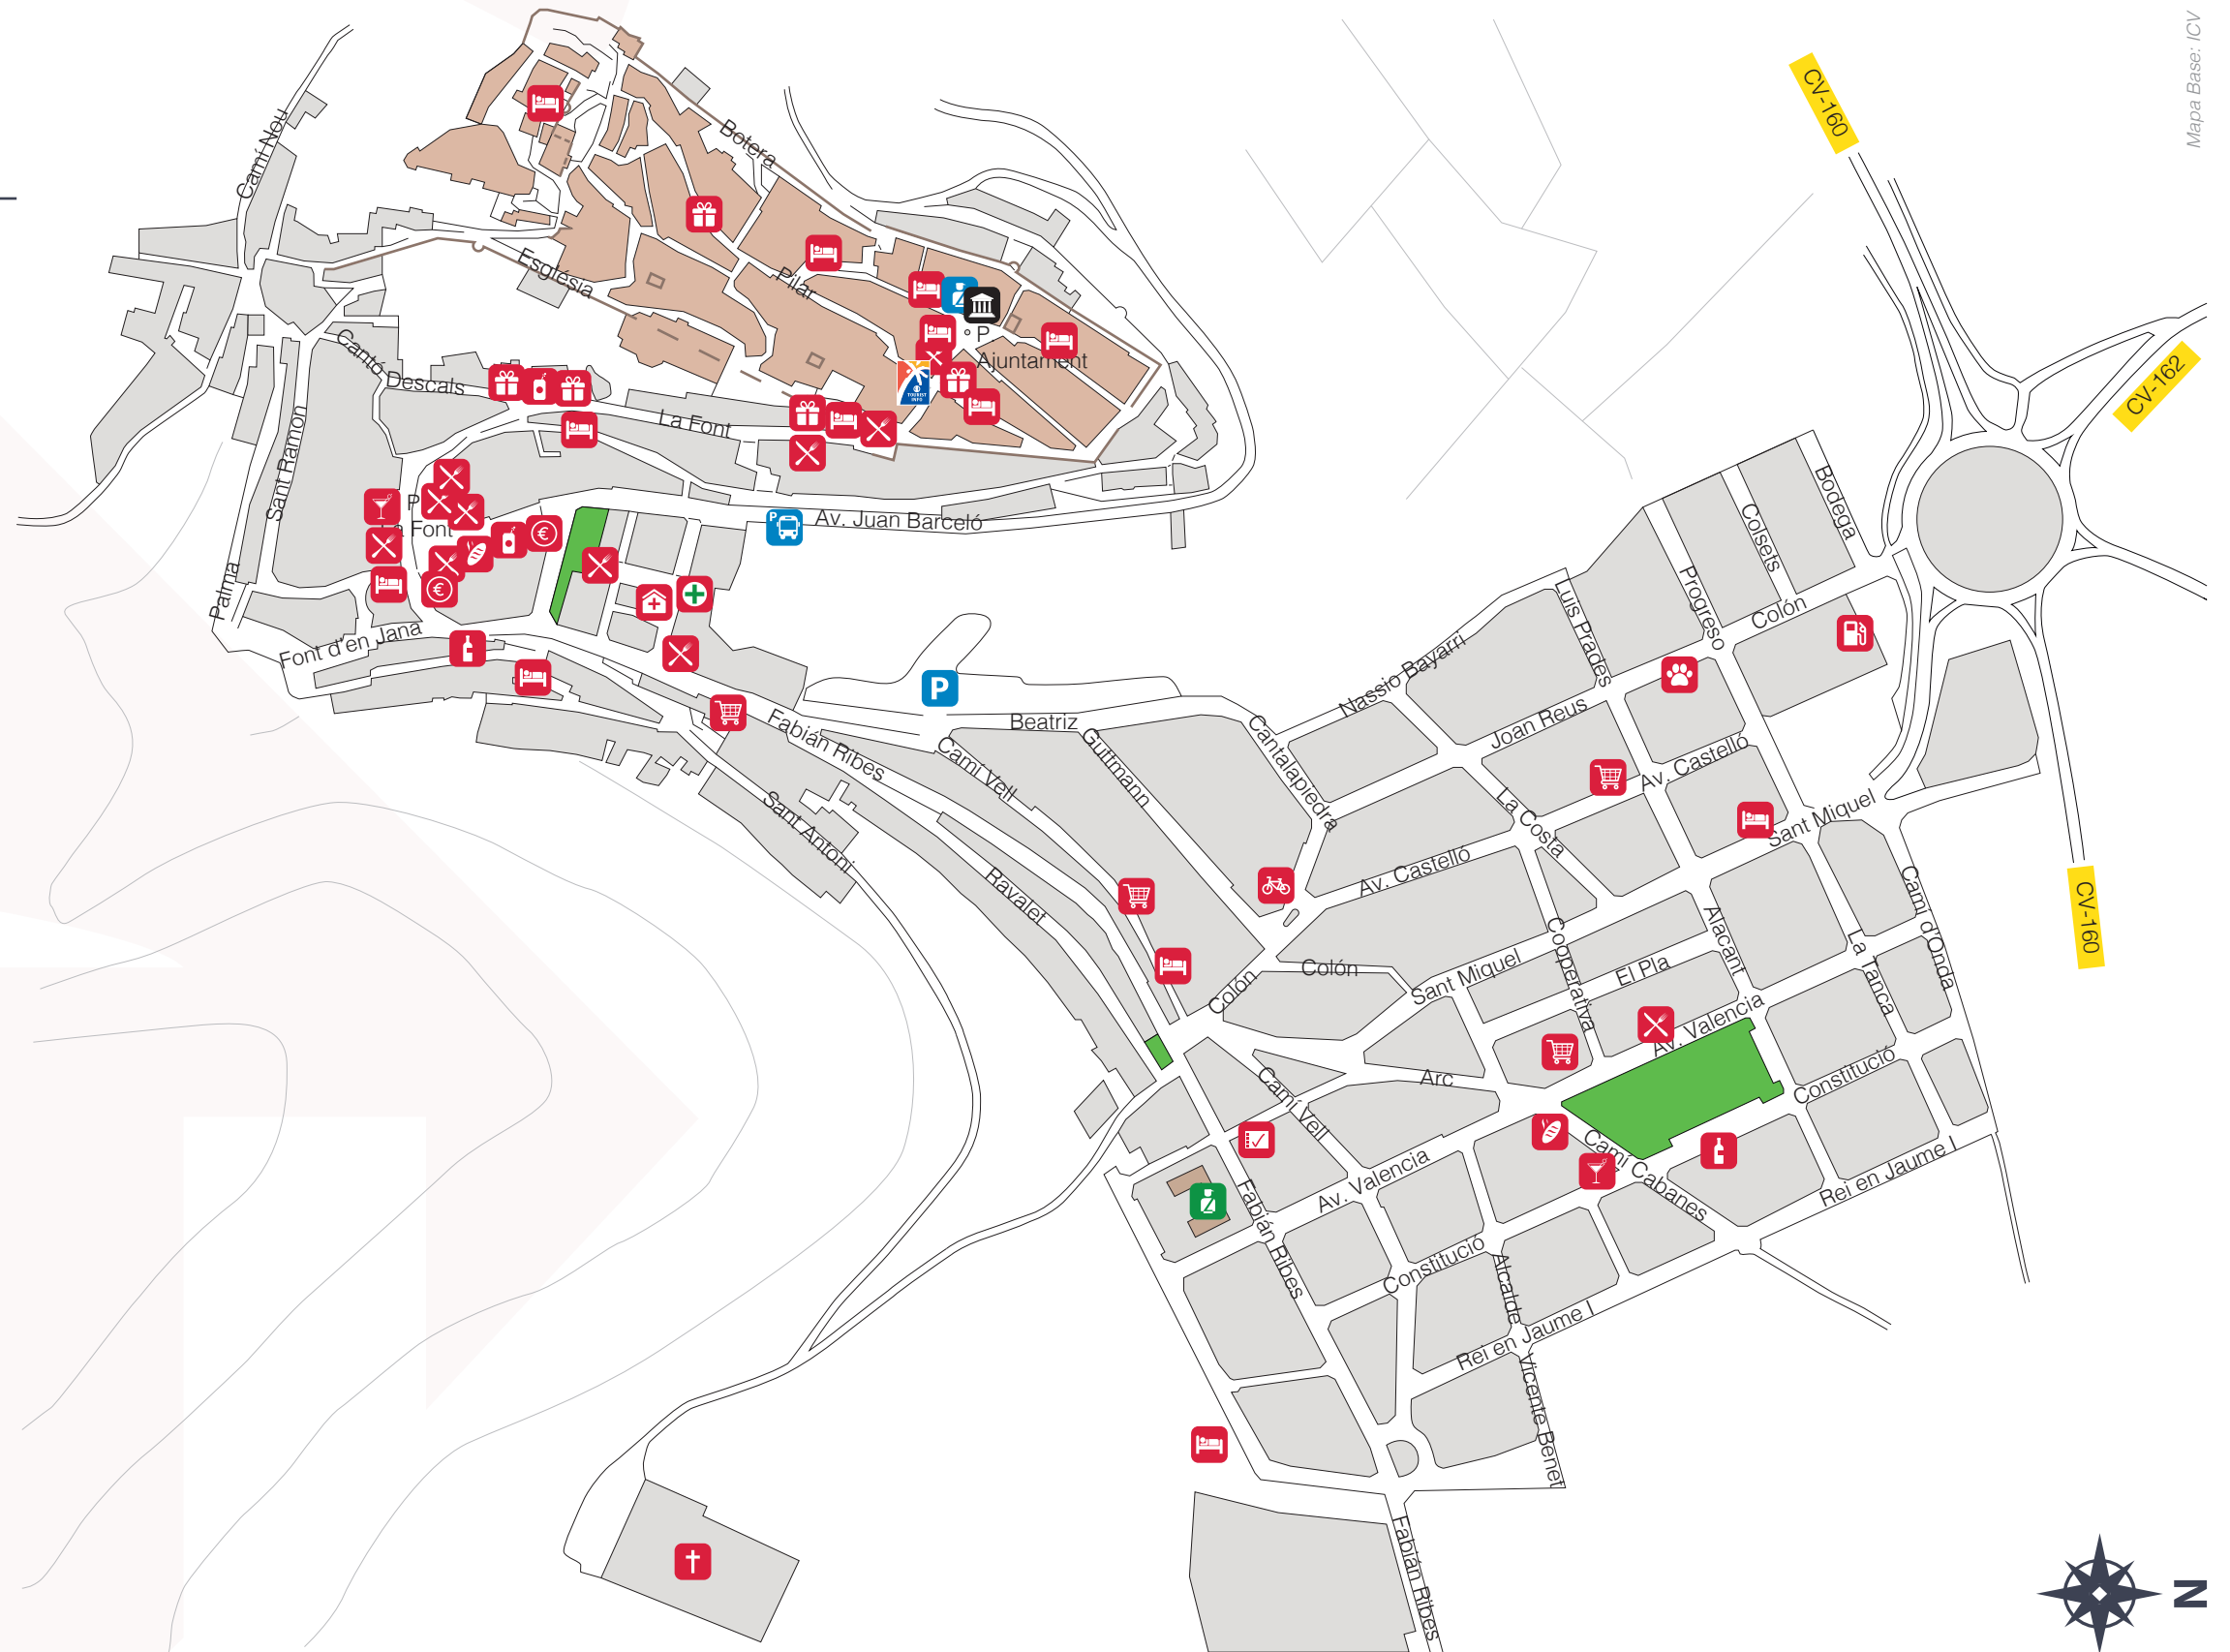 Mapa Base: ICV
CV-160
CV-162
Camí Nou
Botera
Església
Pilar
P.
Ajuntament
TOURIST
INFO
Cantó Descals
La Font
Sant Ramon
P
La Font
P
Av. Juan Barceló
Palma
Font d'en Jana
P
Beatriz
Fabián Ribes
Camí Vell
Guttmann
Cantalapiedra
Nassio Bayarri
Luis Prades
Progreso
Colsets
Bodega
Colón
Joan Reus
Av. Castelló
Sant Miquel
La Costa
Sant Antoni
Ravalet
Av. Castelló
Colón
Colón
Sant Miquel
Cooperativa
El Pla
Alacant
La Tanca
Camí d'Onda
CV-160
Av. Valencia
Constitució
Arc
Camí Vell
Camí Cabanes
Rei en Jaume I
Av. Valencia
Fabián Ribes
Constitució
Alcalde
Vicente Benet
Rei en Jaume I
Fabián Ribes
N